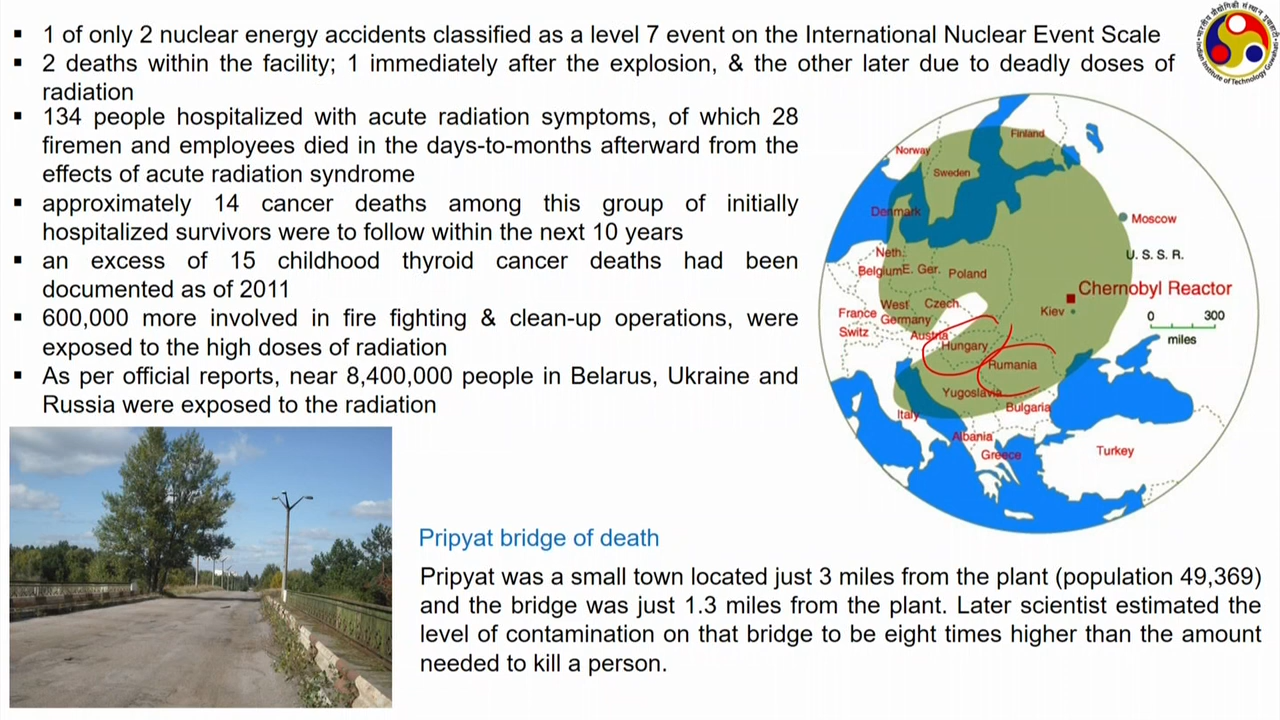 ▪ 1 of only 2 nuclear energy accidents classified as a level 7 event on the International Nuclear Event Scale
▪ 2 deaths within the facility; 1 immediately after the explosion, & the other later due to deadly doses of
radiation
▪ 134 people hospitalized with acute radiation symptoms, of which 28
firemen and employees died in the days-to-months afterward from the
effects of acute radiation syndrome
▪ approximately 14 cancer deaths among this group of initially
hospitalized survivors were to follow within the next 10 years
▪ an excess of 15 childhood thyroid cancer deaths had been
documented as of 2011
▪ 600,000 more involved in fire fighting & clean-up operations, were
exposed to the high doses of radiation
▪ As per official reports, near 8,400,000 people in Belarus, Ukraine and
Russia were exposed to the radiation
Finland
Norway
Sweden
Denmark
Moscow
Neth.
U. S. S. R.
Belgium
E. Ger.
Poland
Chernobyl Reactor
West
Germany
Czech.
France
Kiev
0 300
miles
Switz
Austria
Hungary
Rumania
Yugoslavia
Bulgaria
Italy
Albania
Greece
Turkey
Pripyat bridge of death
Pripyat was a small town located just 3 miles from the plant (population 49,369)
and the bridge was just 1.3 miles from the plant. Later scientist estimated the
level of contamination on that bridge to be eight times higher than the amount
needed to kill a person.